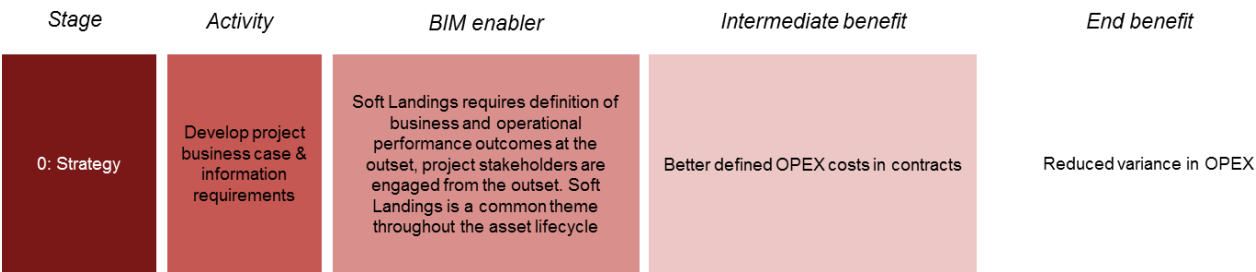 Stage
Activity
BIM enabler
Intermediate benefit
End benefit
0: Strategy
Develop project
business case &
information
requirements
Soft Landings requires definition of
business and operational
performance outcomes at the
outset, project stakeholders are
engaged from the outset. Soft
Landings is a common theme
throughout the asset lifecycle
Better defined OPEX costs in contracts
Reduced variance in OPEX